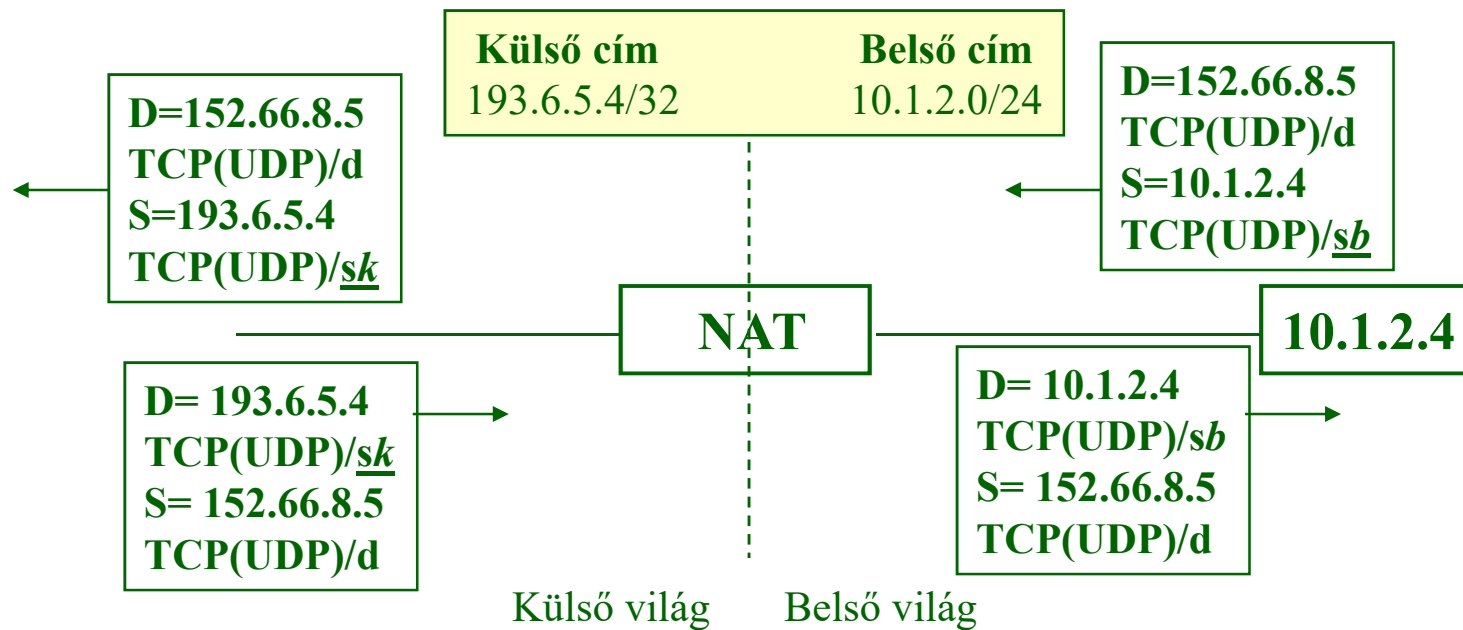 Külső cím Belső cím
193.6.5.4/32 10.1.2.0/24
D=152.66.8.5
TCP(UDP)/d
S=193.6.5.4
TCP(UDP)/sk
D=152.66.8.5
TCP(UDP)/d
S=10.1.2.4
TCP(UDP)/sb
NAT
10.1.2.4
D= 193.6.5.4
TCP(UDP)/sk
S= 152.66.8.5
TCP(UDP)/d
D= 10.1.2.4
TCP(UDP)/sb
S= 152.66.8.5
TCP(UDP)/d
Külső világ Belső világ